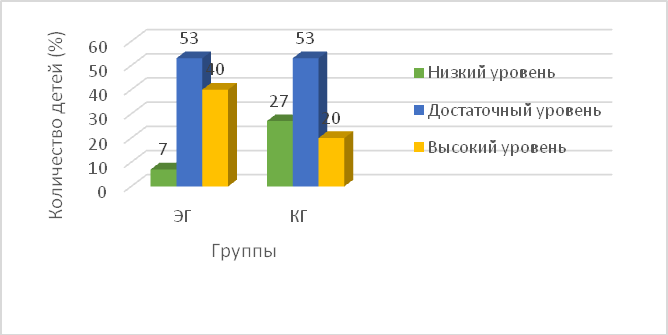 Количество детей (%)
60
50
40
30
20
10
0
7
53
40
27
53
20
ЭГ
КГ
Группы
Низкий уровень
Достаточный уровень
Высокий уровень